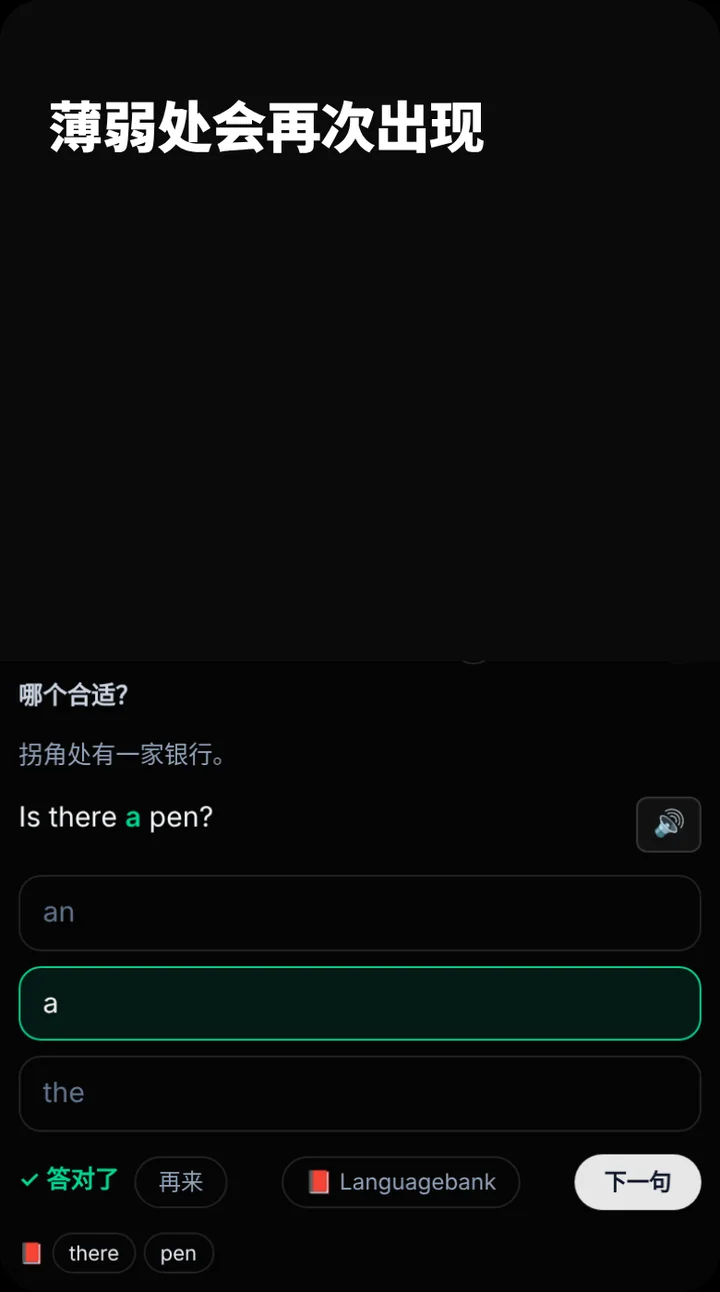 薄弱处会再次出现
哪个合适？
拐角处有一家银行。
Is there a pen?
an
a
the
✓ 答对了 再来 Languagebank 下一句
there pen